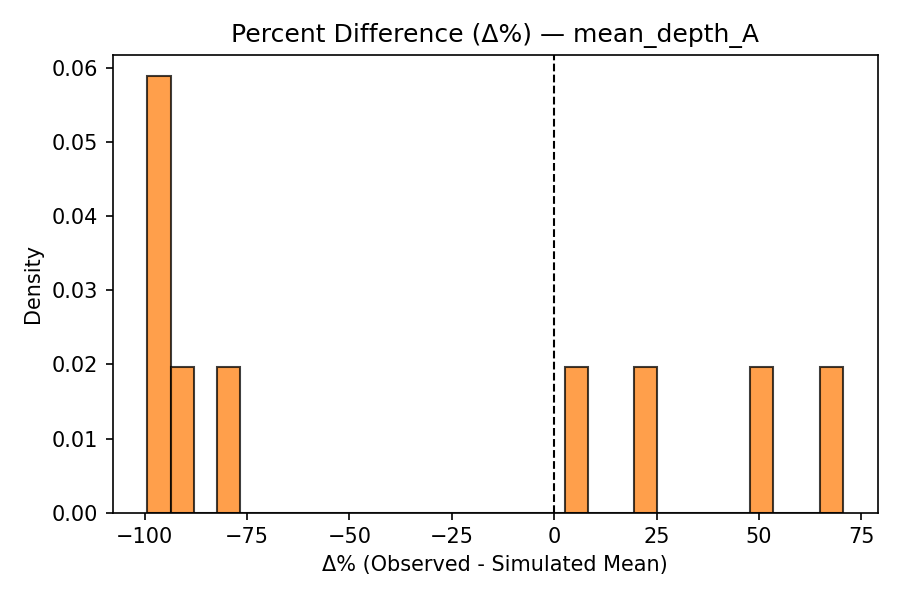 Percent Difference (Δ%) — mean_depth_A
0.06
0.05
0.04
0.03
0.02
0.01
0.00
Density
−100 −75 −50 −25 0 25 50 75
Δ% (Observed - Simulated Mean)